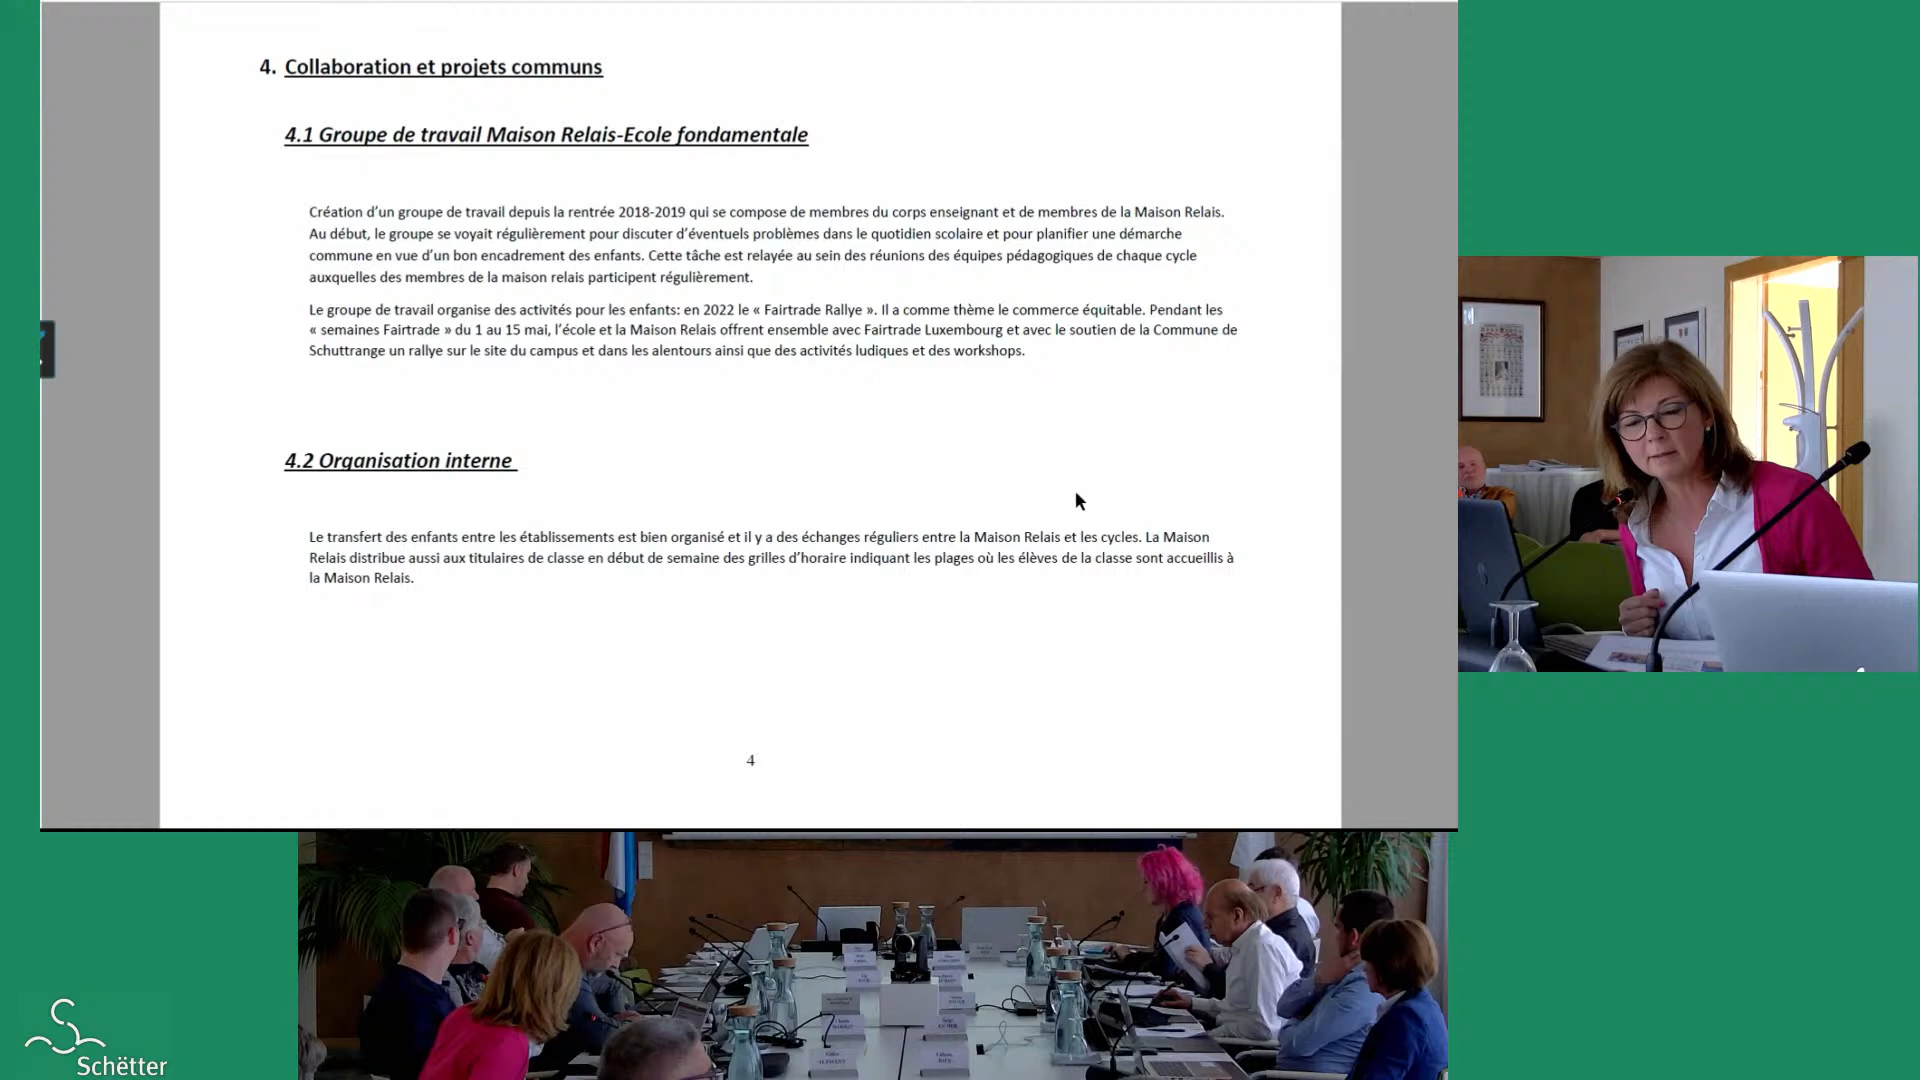 4. Collaboration et projets communs
4.1 Groupe de travail Maison Relais-Ecole fondamentale
Création d’un groupe de travail depuis la rentrée 2018-2019 qui se compose de membres du corps enseignant et de membres de la Maison Relais.
Au début, le groupe se voyait régulièrement pour discuter d’éventuels problèmes dans le quotidien scolaire et pour planifier une démarche
commune en vue d’un bon encadrement des enfants. Cette tâche est relayée au sein des réunions des équipes pédagogiques de chaque cycle
auxquelles des membres de la maison relais participent régulièrement.
Le groupe de travail organise des activités pour les enfants: en 2022 le « Fairtrade Rallye ». Il a comme thème le commerce équitable. Pendant les
« semaines Fairtrade » du 1 au 15 mai, l’école et la Maison Relais offrent ensemble avec Fairtrade Luxembourg et avec le soutien de la Commune de
Schuttrange un rallye sur le site du campus et dans les alentours ainsi que des activités ludiques et des workshops.
4.2 Organisation interne
Le transfert des enfants entre les établissements est bien organisé et il y a des échanges réguliers entre la Maison Relais et les cycles. La Maison
Relais distribue aussi aux titulaires de classe en début de semaine des grilles d’horaire indiquant les plages où les élèves de la classe sont accueillis à
la Maison Relais.
4
Schëtter